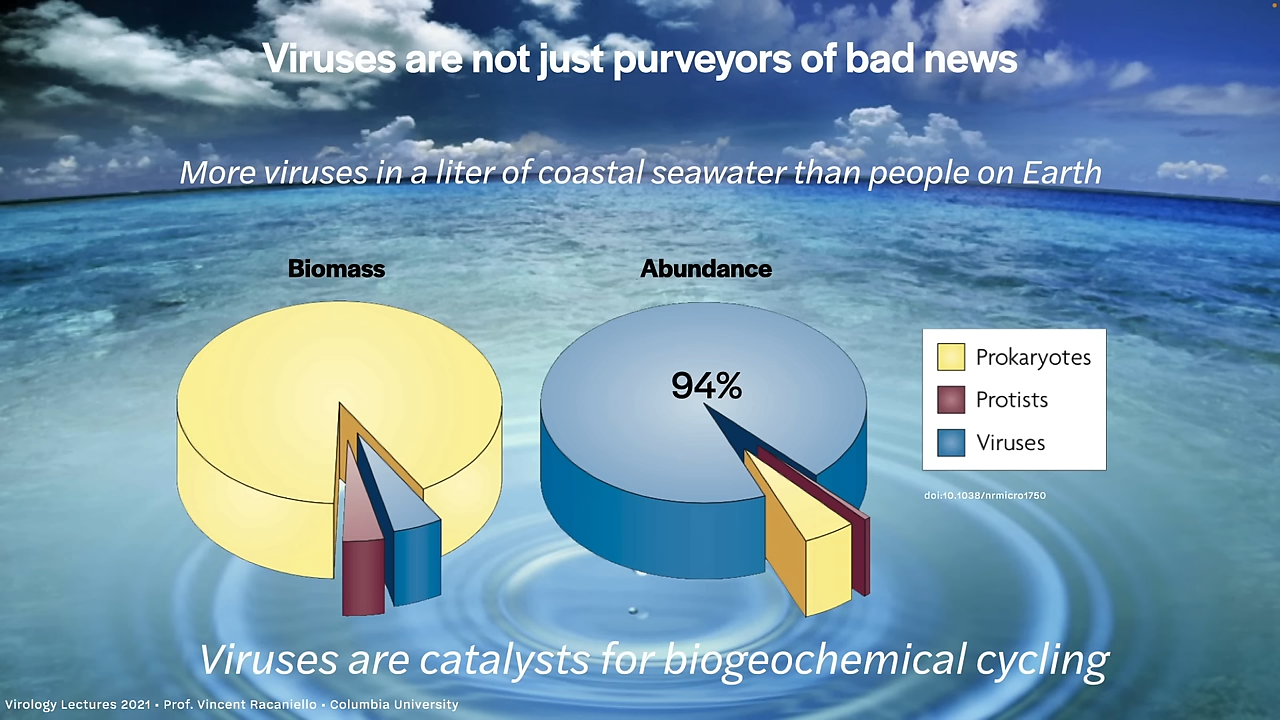 Viruses are not just purveyors of bad news
More viruses in a liter of coastal seawater than people on Earth
Biomass
Abundance
94%
Prokaryotes
Protists
Viruses
doi:10.1038/nrmicro1750
Viruses are catalysts for biogeochemical cycling
Virology Lectures 2021 • Prof. Vincent Racaniello • Columbia University